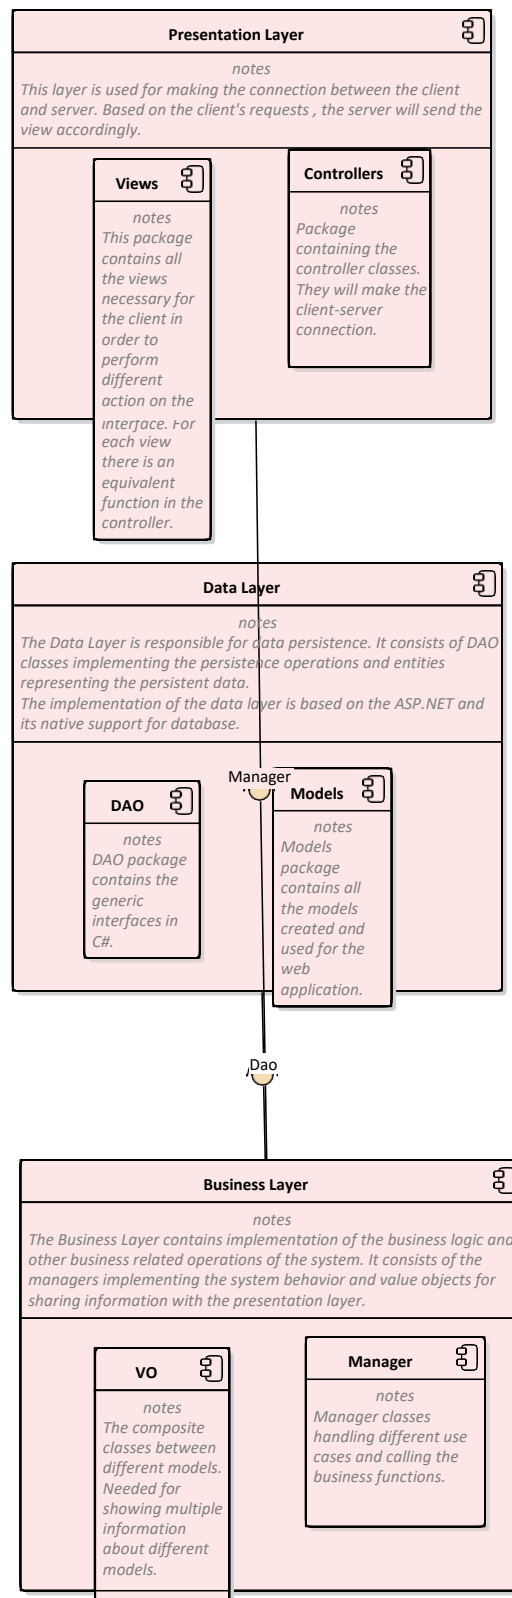 Presentation Layer
notes
This layer is used for making the connection between the client
and server. Based on the client's requests , the server will send the
view accordingly.
Views
notes
This package
contains all
the views
necessary for
the client in
order to
perform
different
action on the
interface. For
each view
there is an
equivalent
function in the
controller.
Controllers
notes
Package
containing the
controller classes.
They will make the
client-server
connection.
Data Layer
notes
The Data Layer is responsible for data persistence. It consists of DAO
classes implementing the persistence operations and entities
representing the persistent data.
The implementation of the data layer is based on the ASP.NET and
its native support for database.
Manager
DAO
notes
DAO package
contains the
generic
interfaces in
C#.
Models
notes
Models
package
contains all
the models
created and
used for the
web
application.
Dao
Business Layer
notes
The Business Layer contains implementation of the business logic and
other business related operations of the system. It consists of the
managers implementing the system behavior and value objects for
sharing information with the presentation layer.
VO
notes
The composite
classes between
different models.
Needed for
showing multiple
information
about different
models.
Manager
notes
Manager classes
handling different use
cases and calling the
business functions.